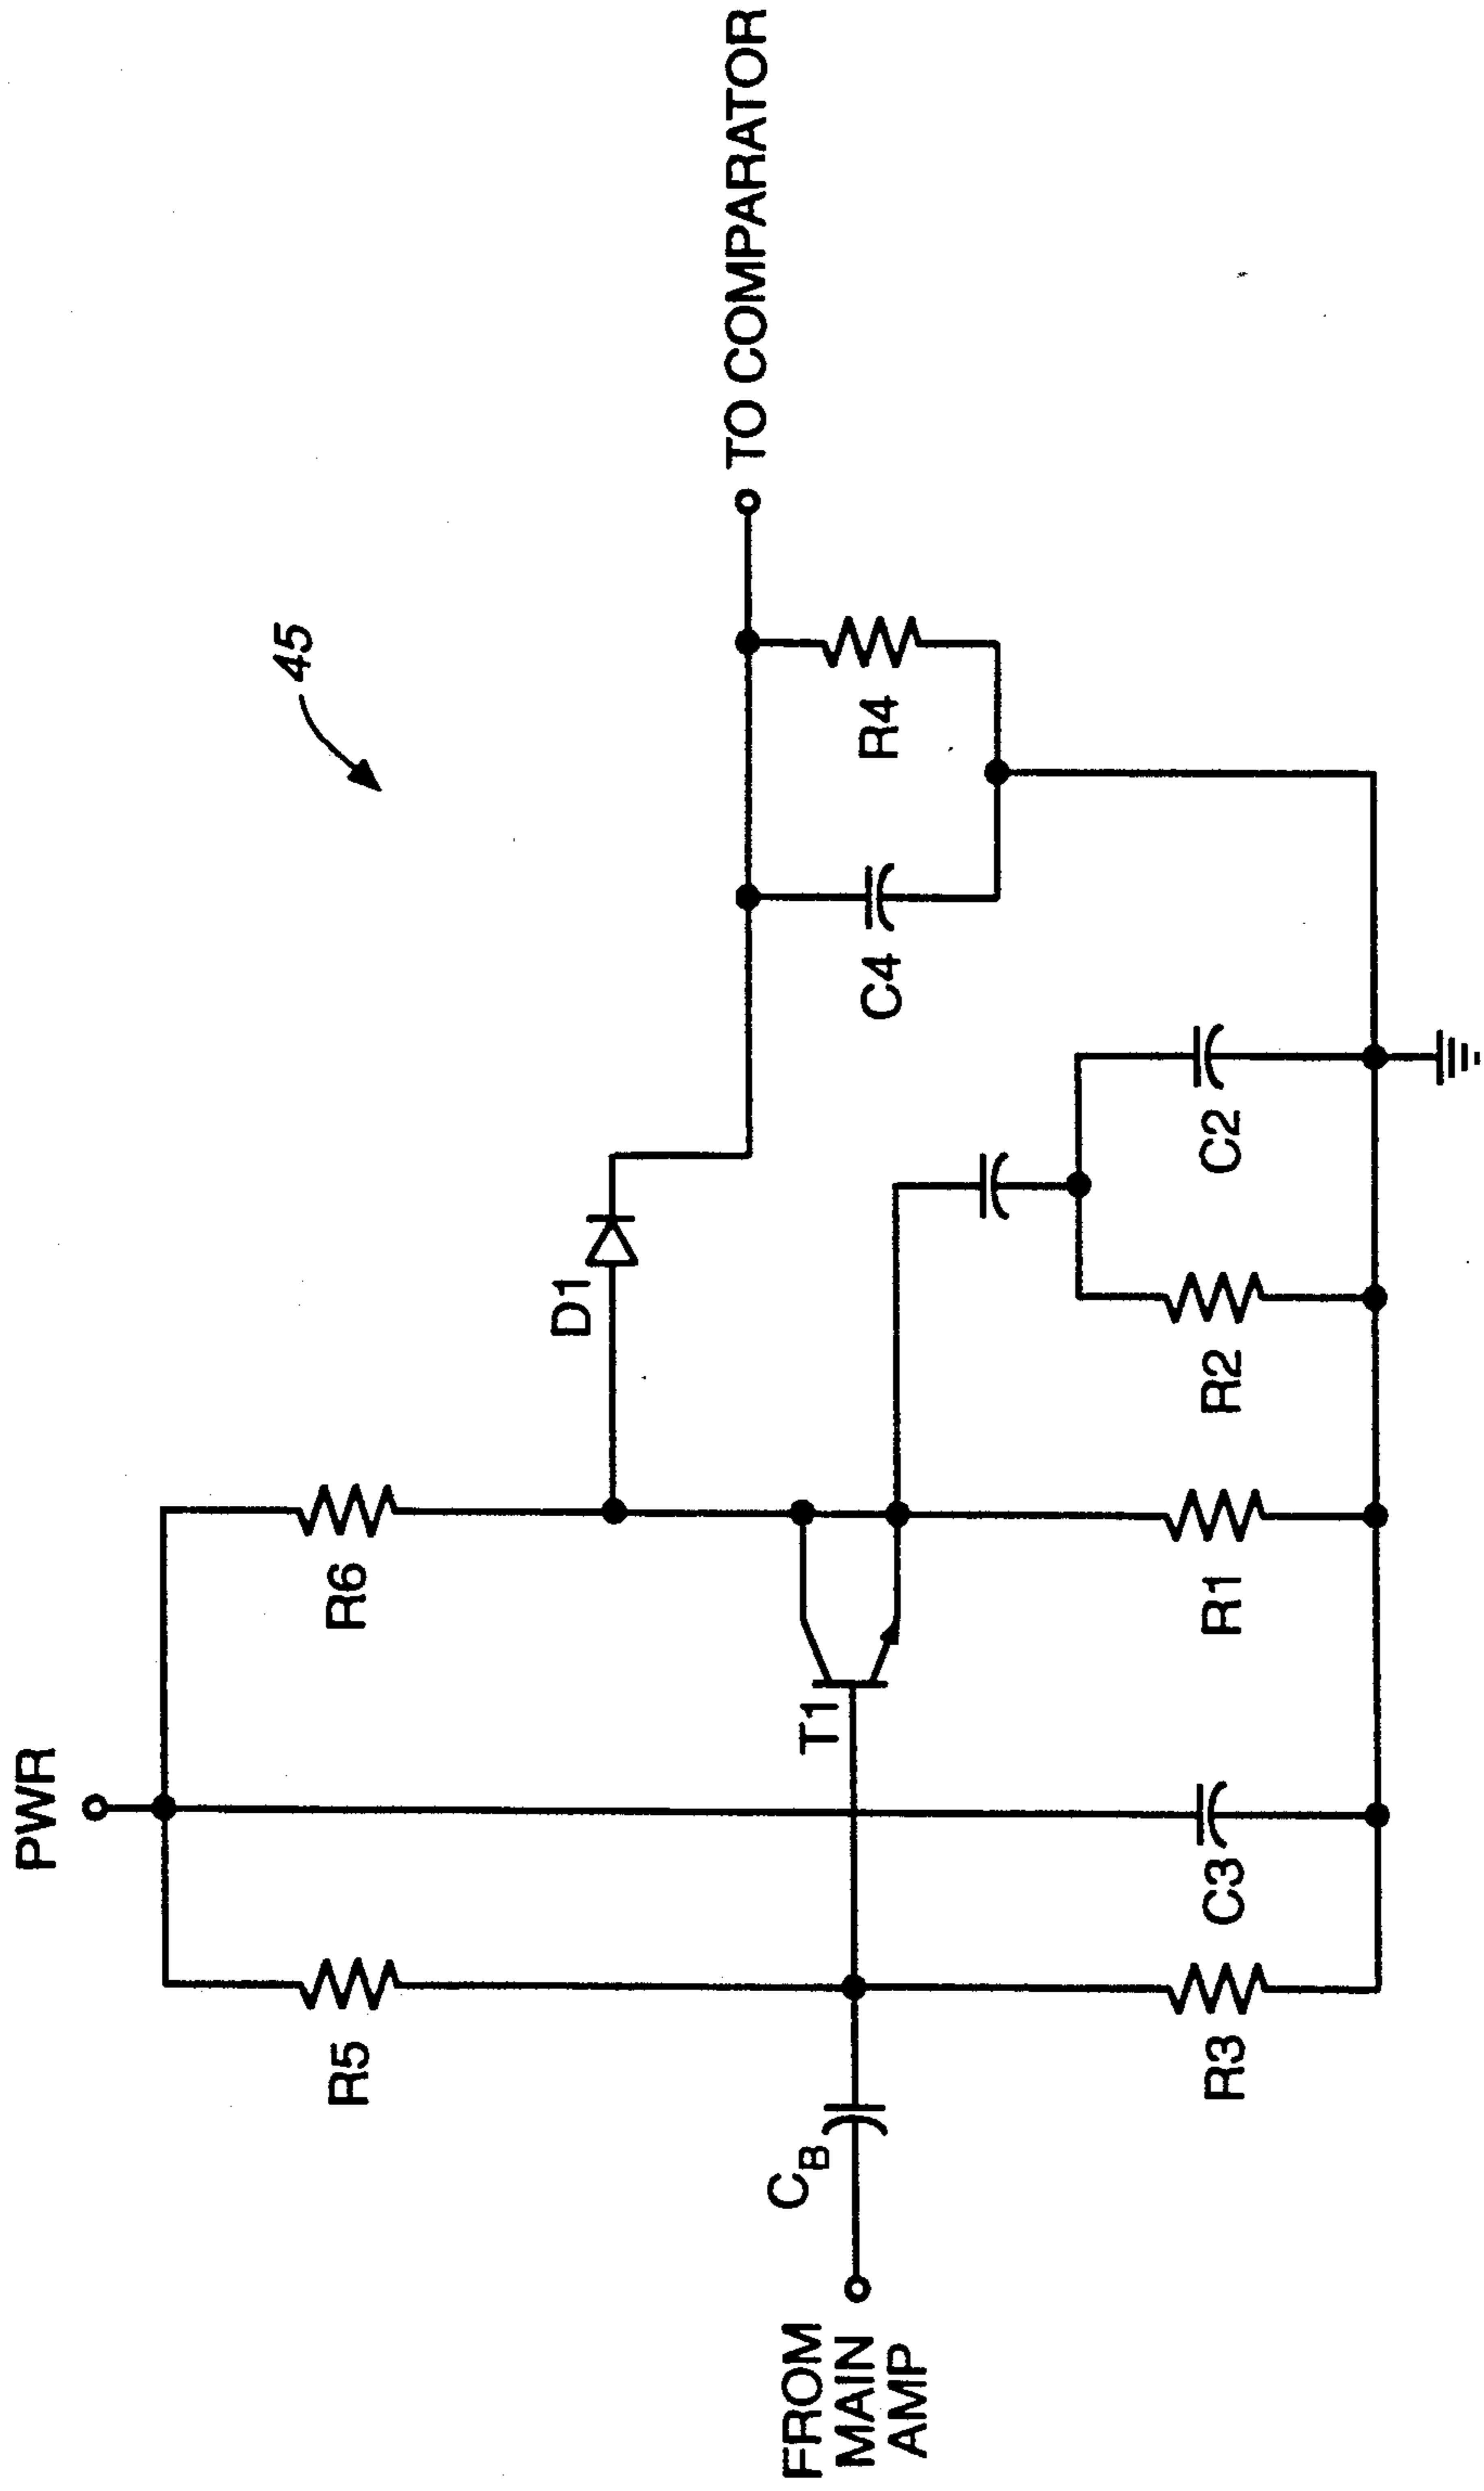 45
PWR
R5
R6
D1
TO COMPARATOR
FROM
MAIN
AMP
CB
T1
C4
R4
R3
C3
R1
R2
C2